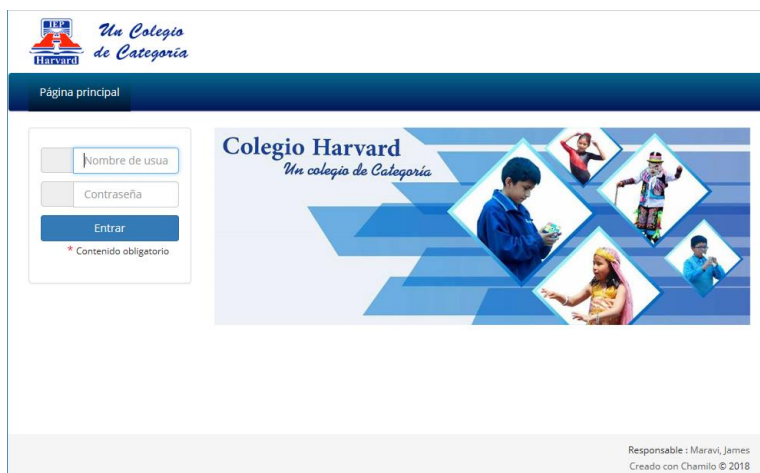 IEP
Harvard
Un Colegio
de Categoría
Página principal
Nombre de usua
Contraseña
Entrar
* Contenido obligatorio
Colegio Harvard
Un colegio de Categoría
Responsable : Maravi, James
Creado con Chamilo © 2018